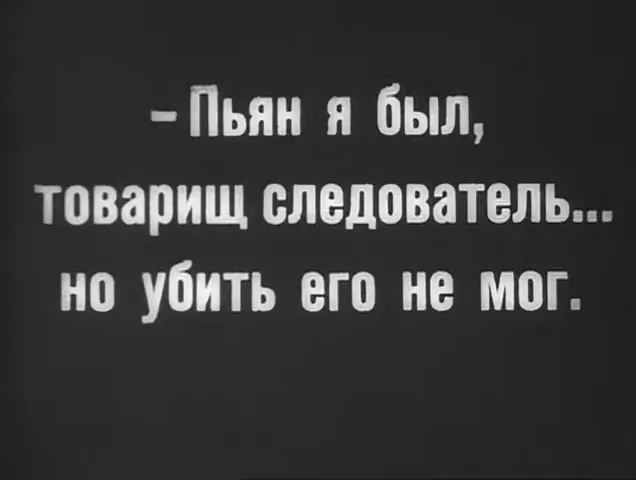 - Пьян я был,
товарищ следователь...
но убить его не мог.